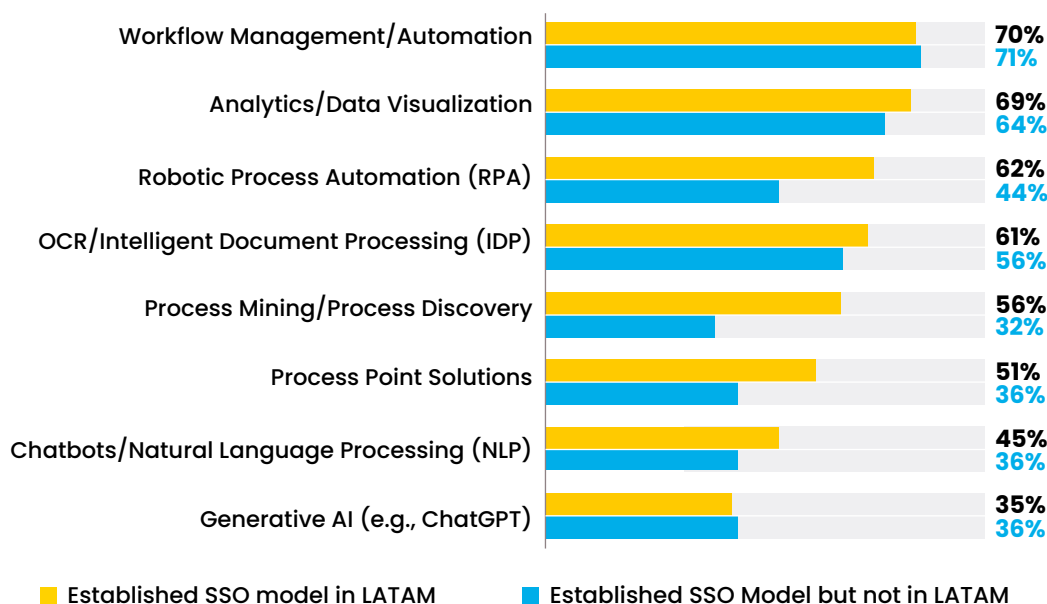 Workflow Management/Automation
70%
71%
Analytics/Data Visualization
69%
64%
Robotic Process Automation (RPA)
62%
44%
OCR/Intelligent Document Processing (IDP)
61%
56%
Process Mining/Process Discovery
56%
32%
Process Point Solutions
51%
36%
Chatbots/Natural Language Processing (NLP)
45%
36%
Generative AI (e.g., ChatGPT)
35%
36%
Established SSO model in LATAM
Established SSO Model but not in LATAM